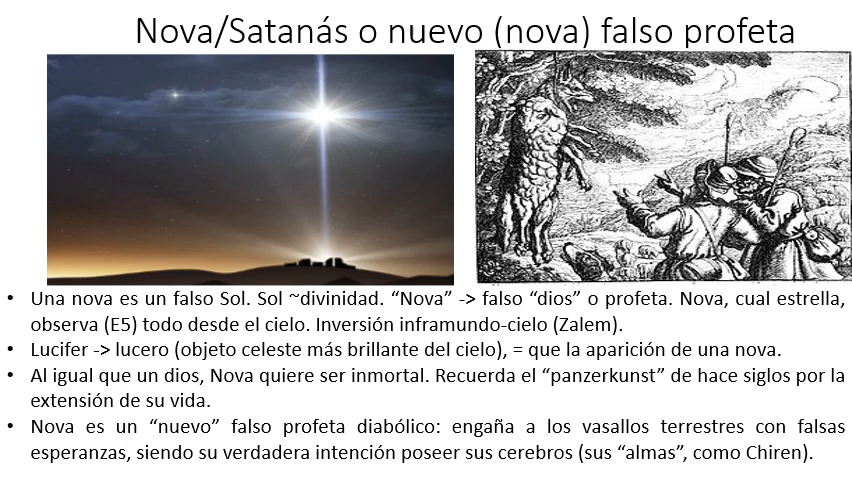 Nova/Satanás o nuevo (nova) falso profeta
• Una nova es un falso Sol. Sol ~divinidad. “Nova” -> falso “dios” o profeta. Nova, cual estrella,
observa (E5) todo desde el cielo. Inversión inframundo-cielo (Zalem).
• Lucifer -> lucero (objeto celeste más brillante del cielo), = que la aparición de una nova.
• Al igual que un dios, Nova quiere ser inmortal. Recuerda el “panzerkunst” de hace siglos por la
extensión de su vida.
• Nova es un “nuevo” falso profeta diabólico: engaña a los vasallos terrestres con falsas
esperanzas, siendo su verdadera intención poseer sus cerebros (sus “almas”, como Chiren).